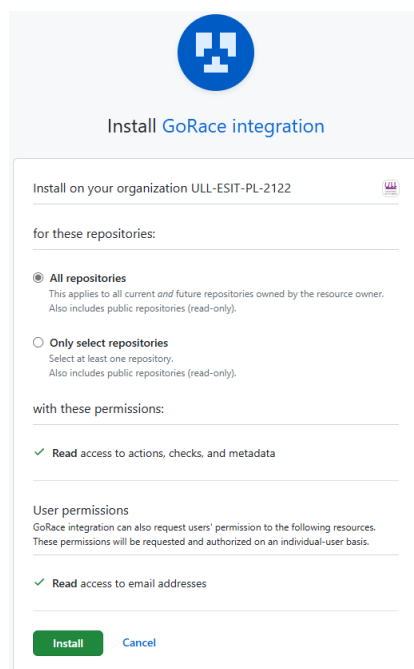 Install GoRace integration
Install on your organization ULL-ESIT-PL-2122
for these repositories:
All repositories
This applies to all current and future repositories owned by the resource owner.
Also includes public repositories (read-only).
Only select repositories
Select at least one repository.
Also includes public repositories (read-only).
with these permissions:
Read access to actions, checks, and metadata
User permissions
GoRace integration can also request users' permission to the following resources.
These permissions will be requested and authorized on an individual-user basis.
Read access to email addresses
Install Cancel